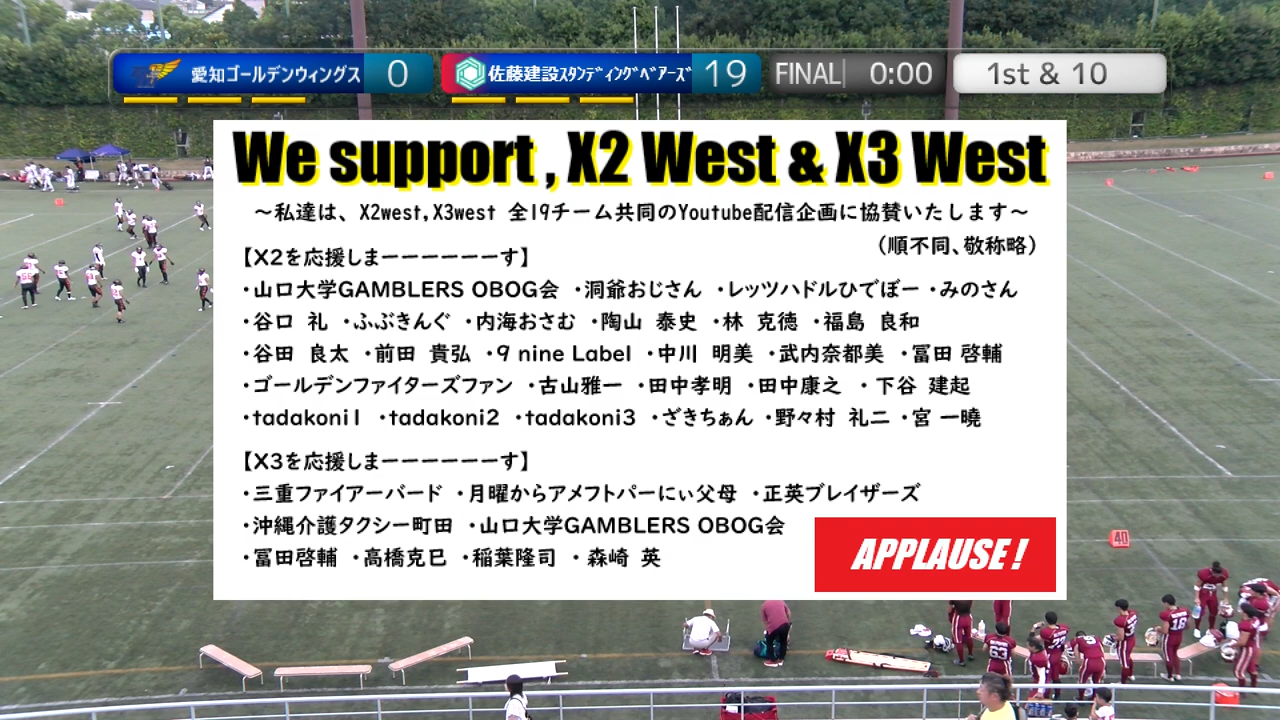 愛知ゴールデンウィングス 0 佐藤建設ｽﾀﾝﾃﾞｨﾝｸﾞﾍﾞｱｰｽﾞ 19 FINAL 0:00 1st & 10
We support , X2 West & X3 West
～私達は、X2west,X3west 全19チーム共同のYoutube配信企画に協賛いたします～
（順不同、敬称略）
【X2を応援しまーーーーーーす】
・山口大学GAMBLERS OBOG会 ・洞爺おじさん ・レッツハドルひでぼー ・みのさん
・谷口 礼 ・ふぶきんぐ ・内海おさむ ・陶山 泰史 ・林 克徳 ・福島 良和
・谷田 良太 ・前田 貴弘 ・9 nine Label ・中川 明美 ・武内奈都美 ・冨田 啓輔
・ゴールデンファイターズファン ・古山雅一 ・田中孝明 ・田中康之 ・下谷 建起
・tadakoni1 ・tadakoni2 ・tadakoni3 ・ざきちぁん ・野々村 礼二 ・宮 一曉
【X3を応援しまーーーーーーす】
・三重ファイアーバード ・月曜からアメフトパーにぃ父母 ・正英ブレイザーズ
・沖縄介護タクシー町田 ・山口大学GAMBLERS OBOG会
・冨田啓輔 ・高橋克巳 ・稲葉隆司 ・森崎 英
APPLAUSE !
40
63
16